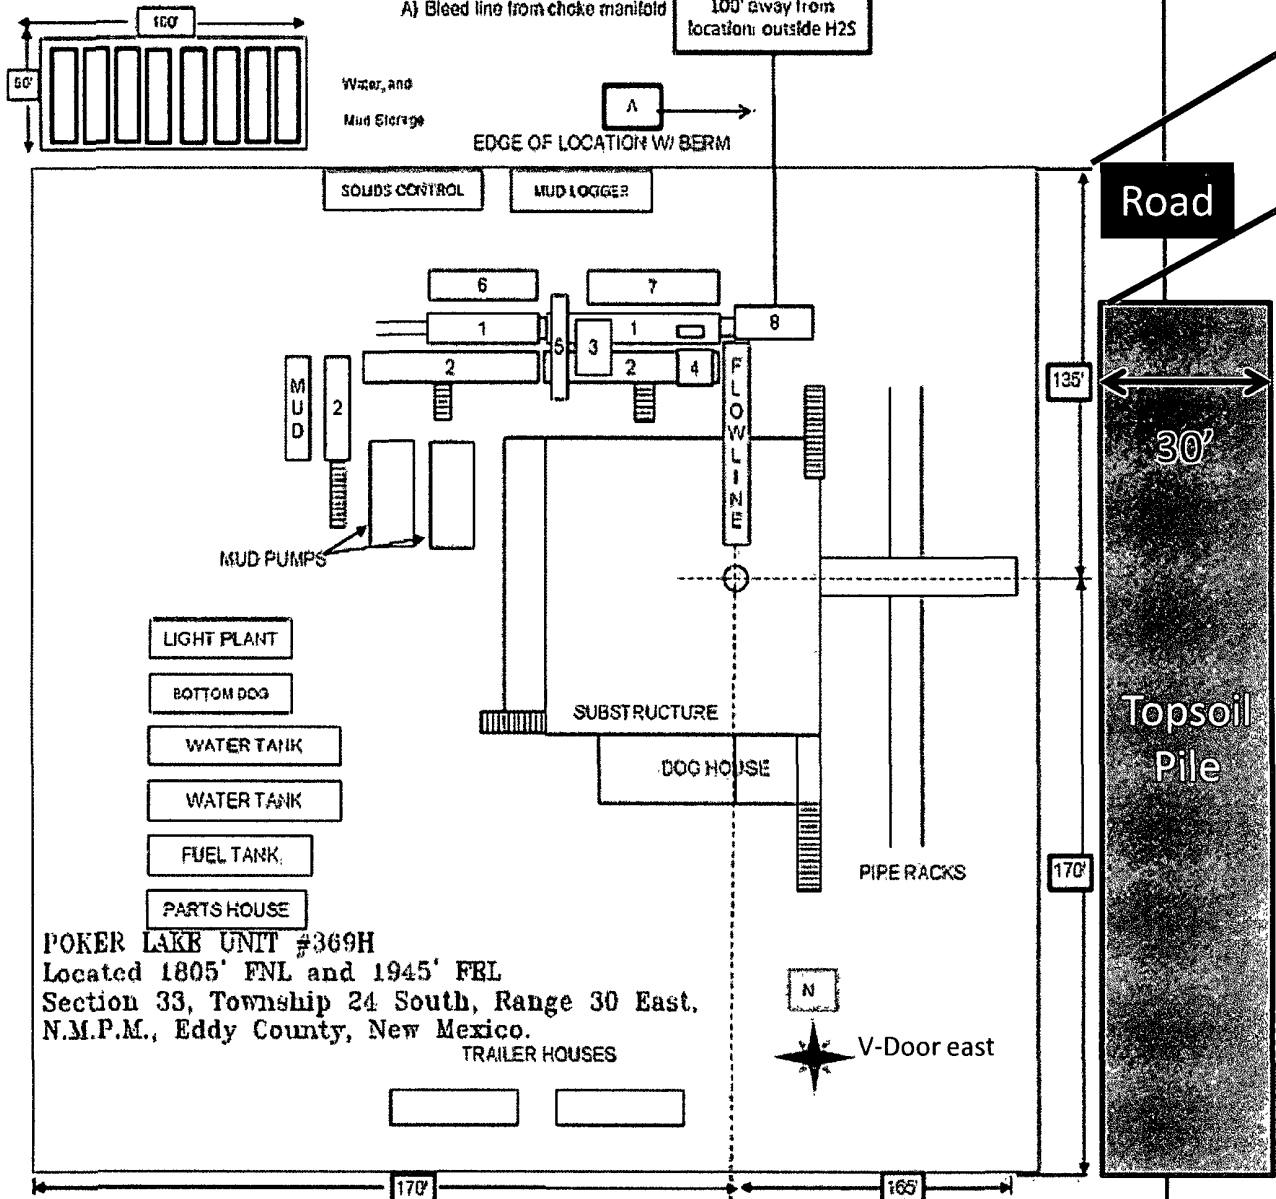 A) Bleed line from choke manifold
100' away from
location: outside H2S
160'
60'
Water, and
Mud Storage
A
EDGE OF LOCATION W/ BERM
SOLIDS CONTROL
MUD LOGGER
Road
6
7
1
1
8
5
3
2
2
4
MUD
2
FLOWLINE
135'
30'
MUD PUMPS
LIGHT PLANT
BOTTOM DOG
SUBSTRUCTURE
Topsoil
Pile
WATER TANK
DOG HOUSE
WATER TANK
FUEL TANK
PIPE RACKS
170'
PARTS HOUSE
POKER LAKE UNIT #369H
Located 1805' FNL and 1945' FEL
Section 33, Township 24 South, Range 30 East,
N.M.P.M., Eddy County, New Mexico.
N
V-Door east
TRAILER HOUSES
170'
165'